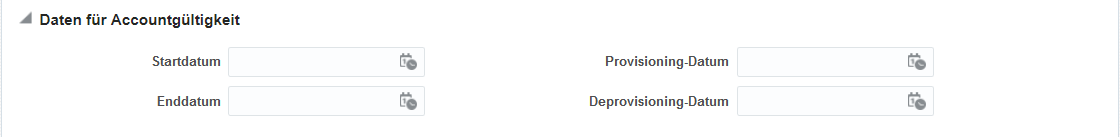 Daten für Accountgültigkeit
Startdatum
Provisioning-Datum
Enddatum
Deprovisioning-Datum